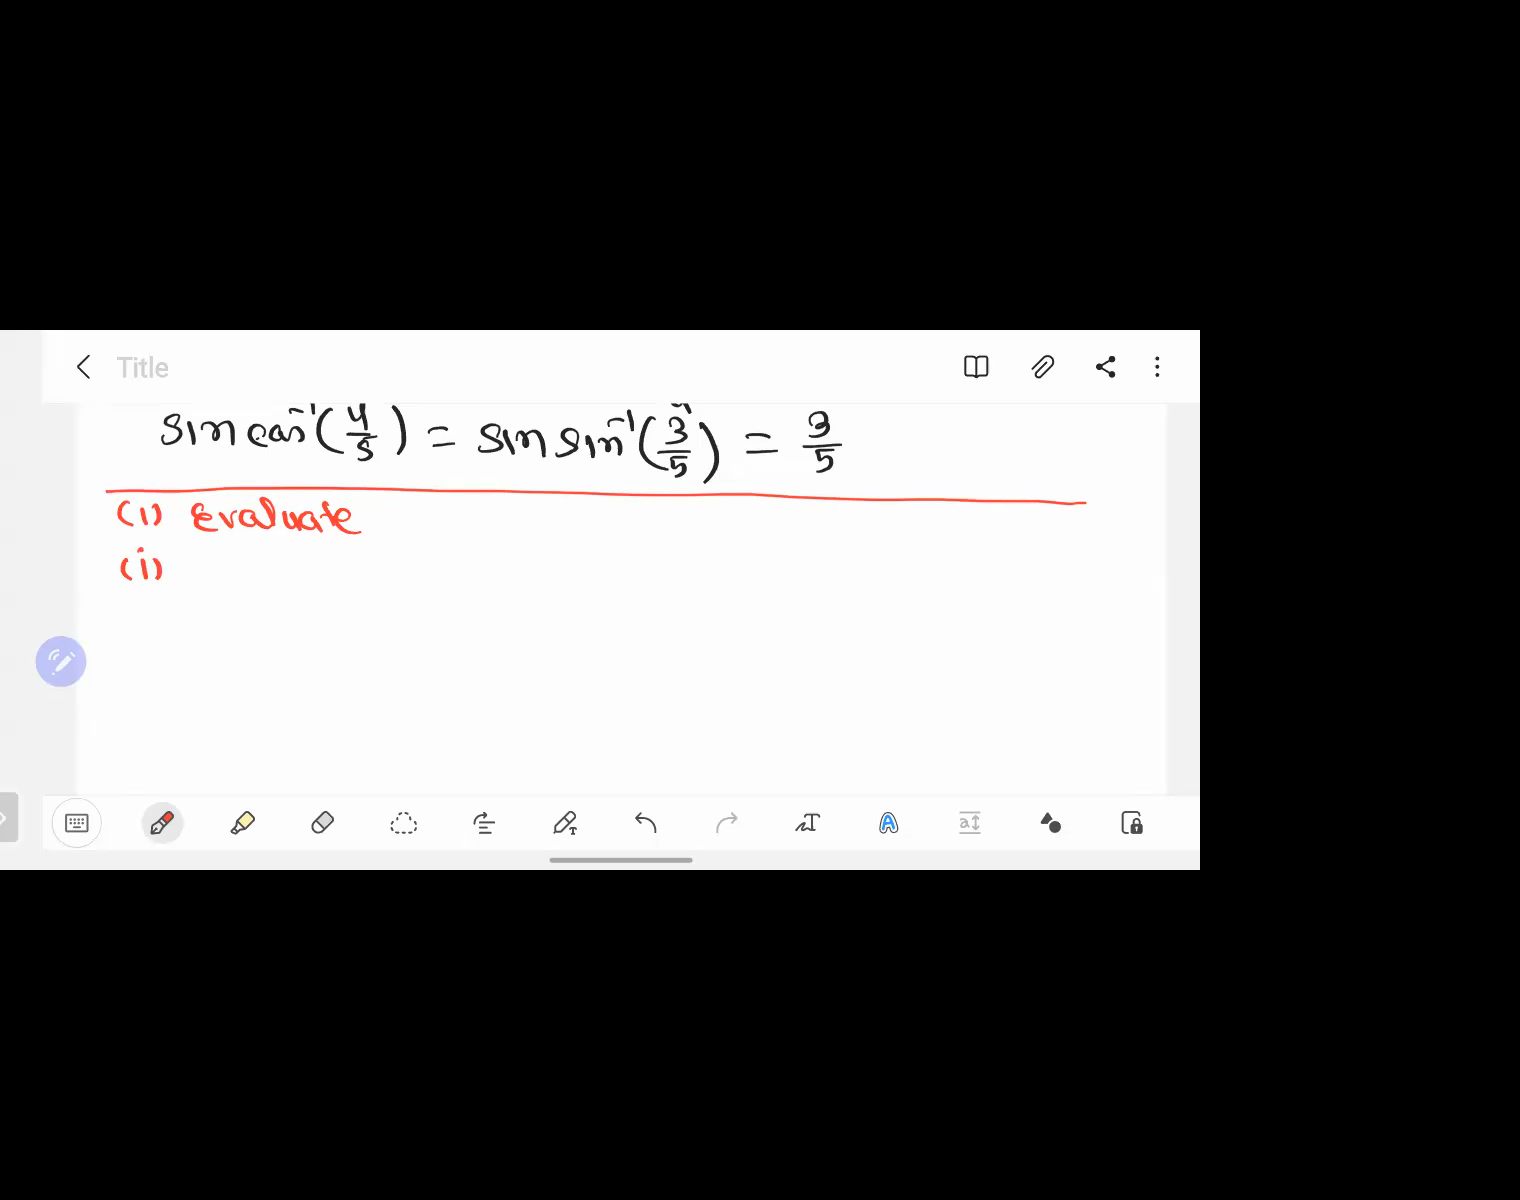 Title
sin cos⁻¹(4/5) = sin sin⁻¹(3/5) = 3/5
(1) Evaluate
(i)